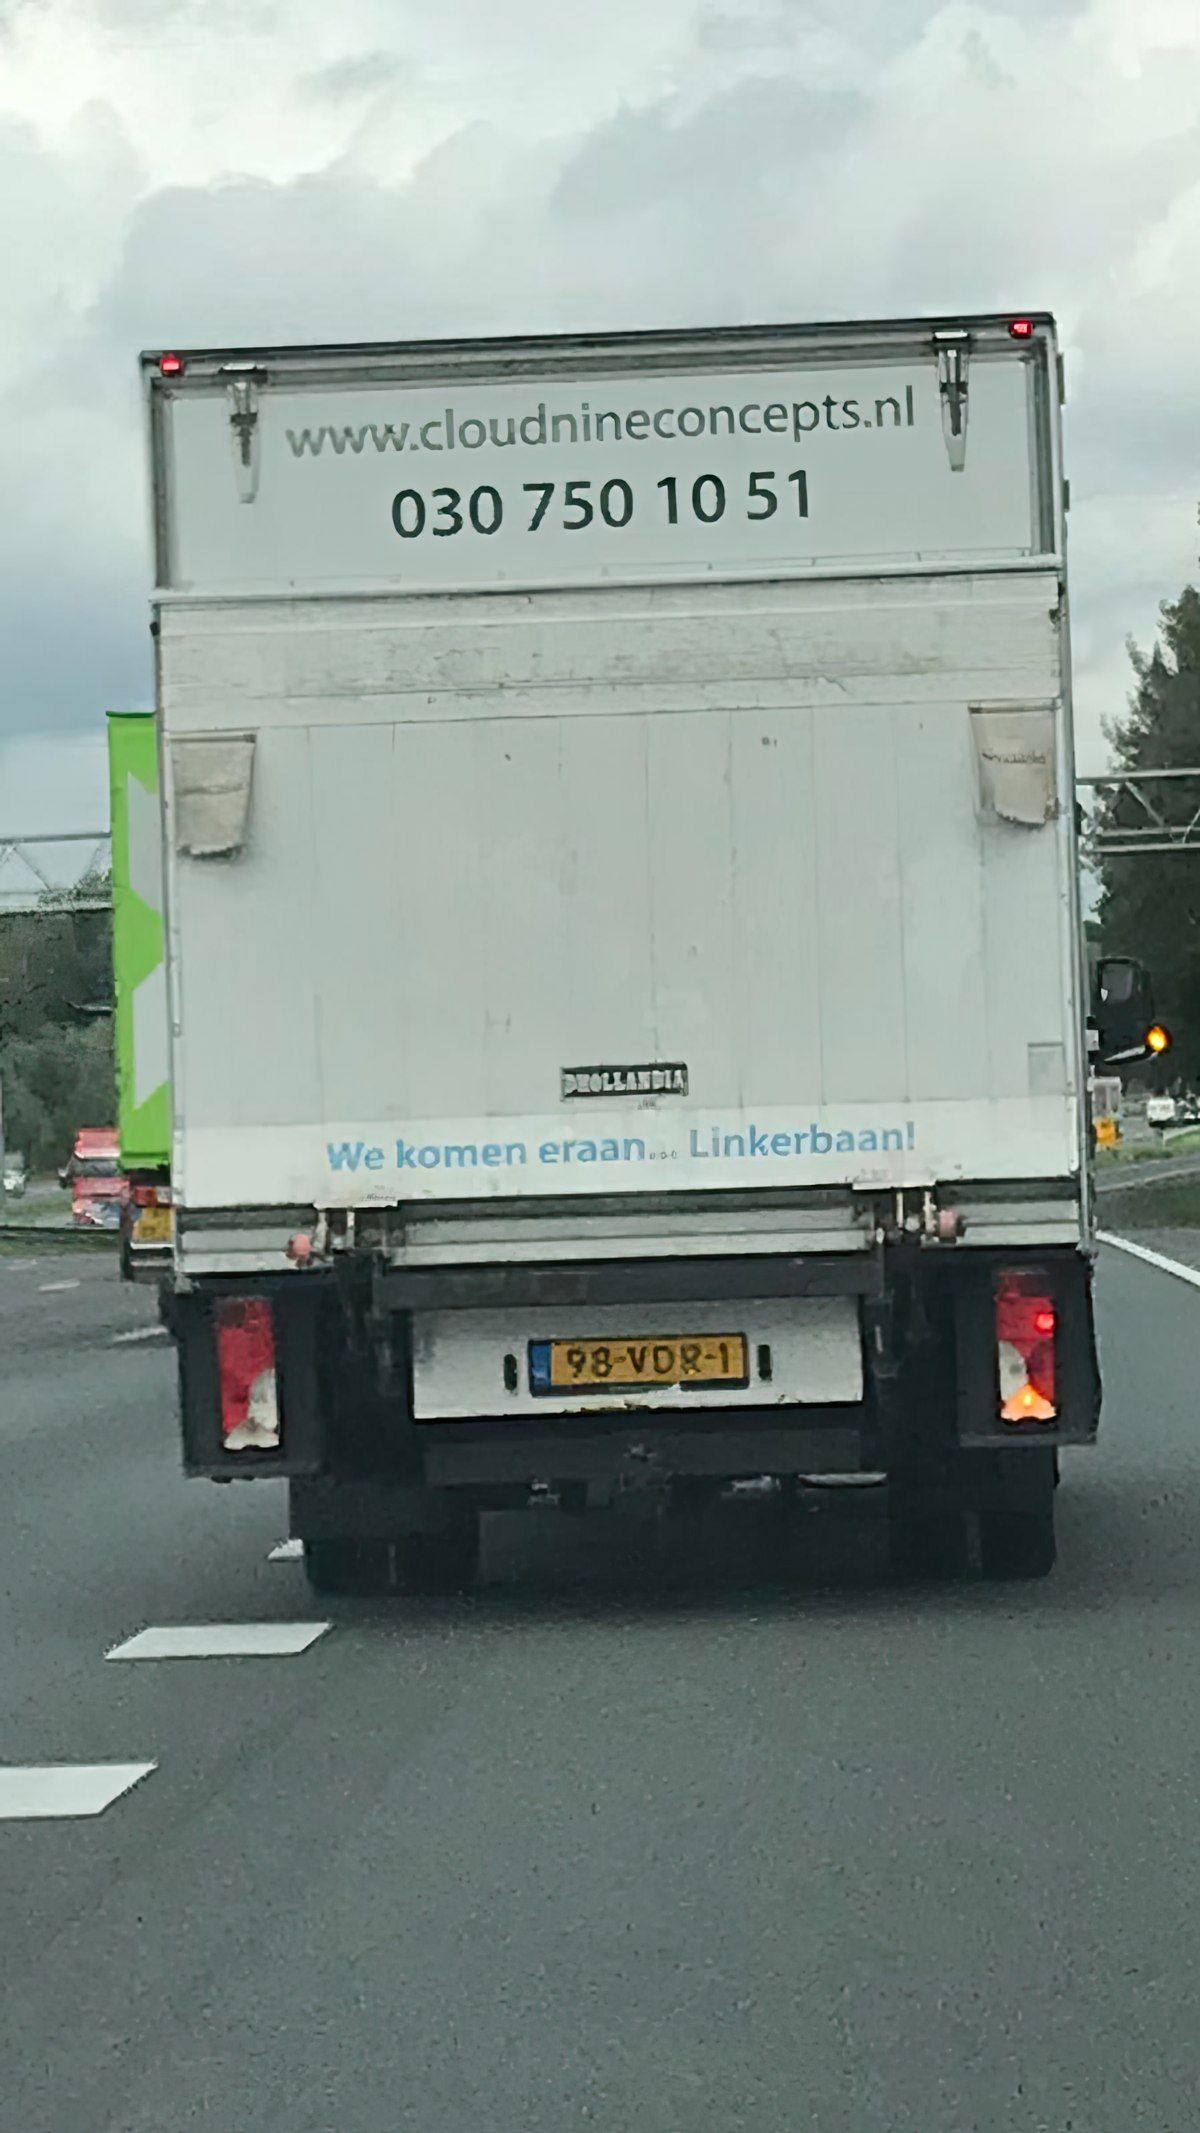 www.cloudnineconcepts.nl
030 750 10 51
DHOLLANDIA
We komen eraan... Linkerbaan!
98-VDR-1